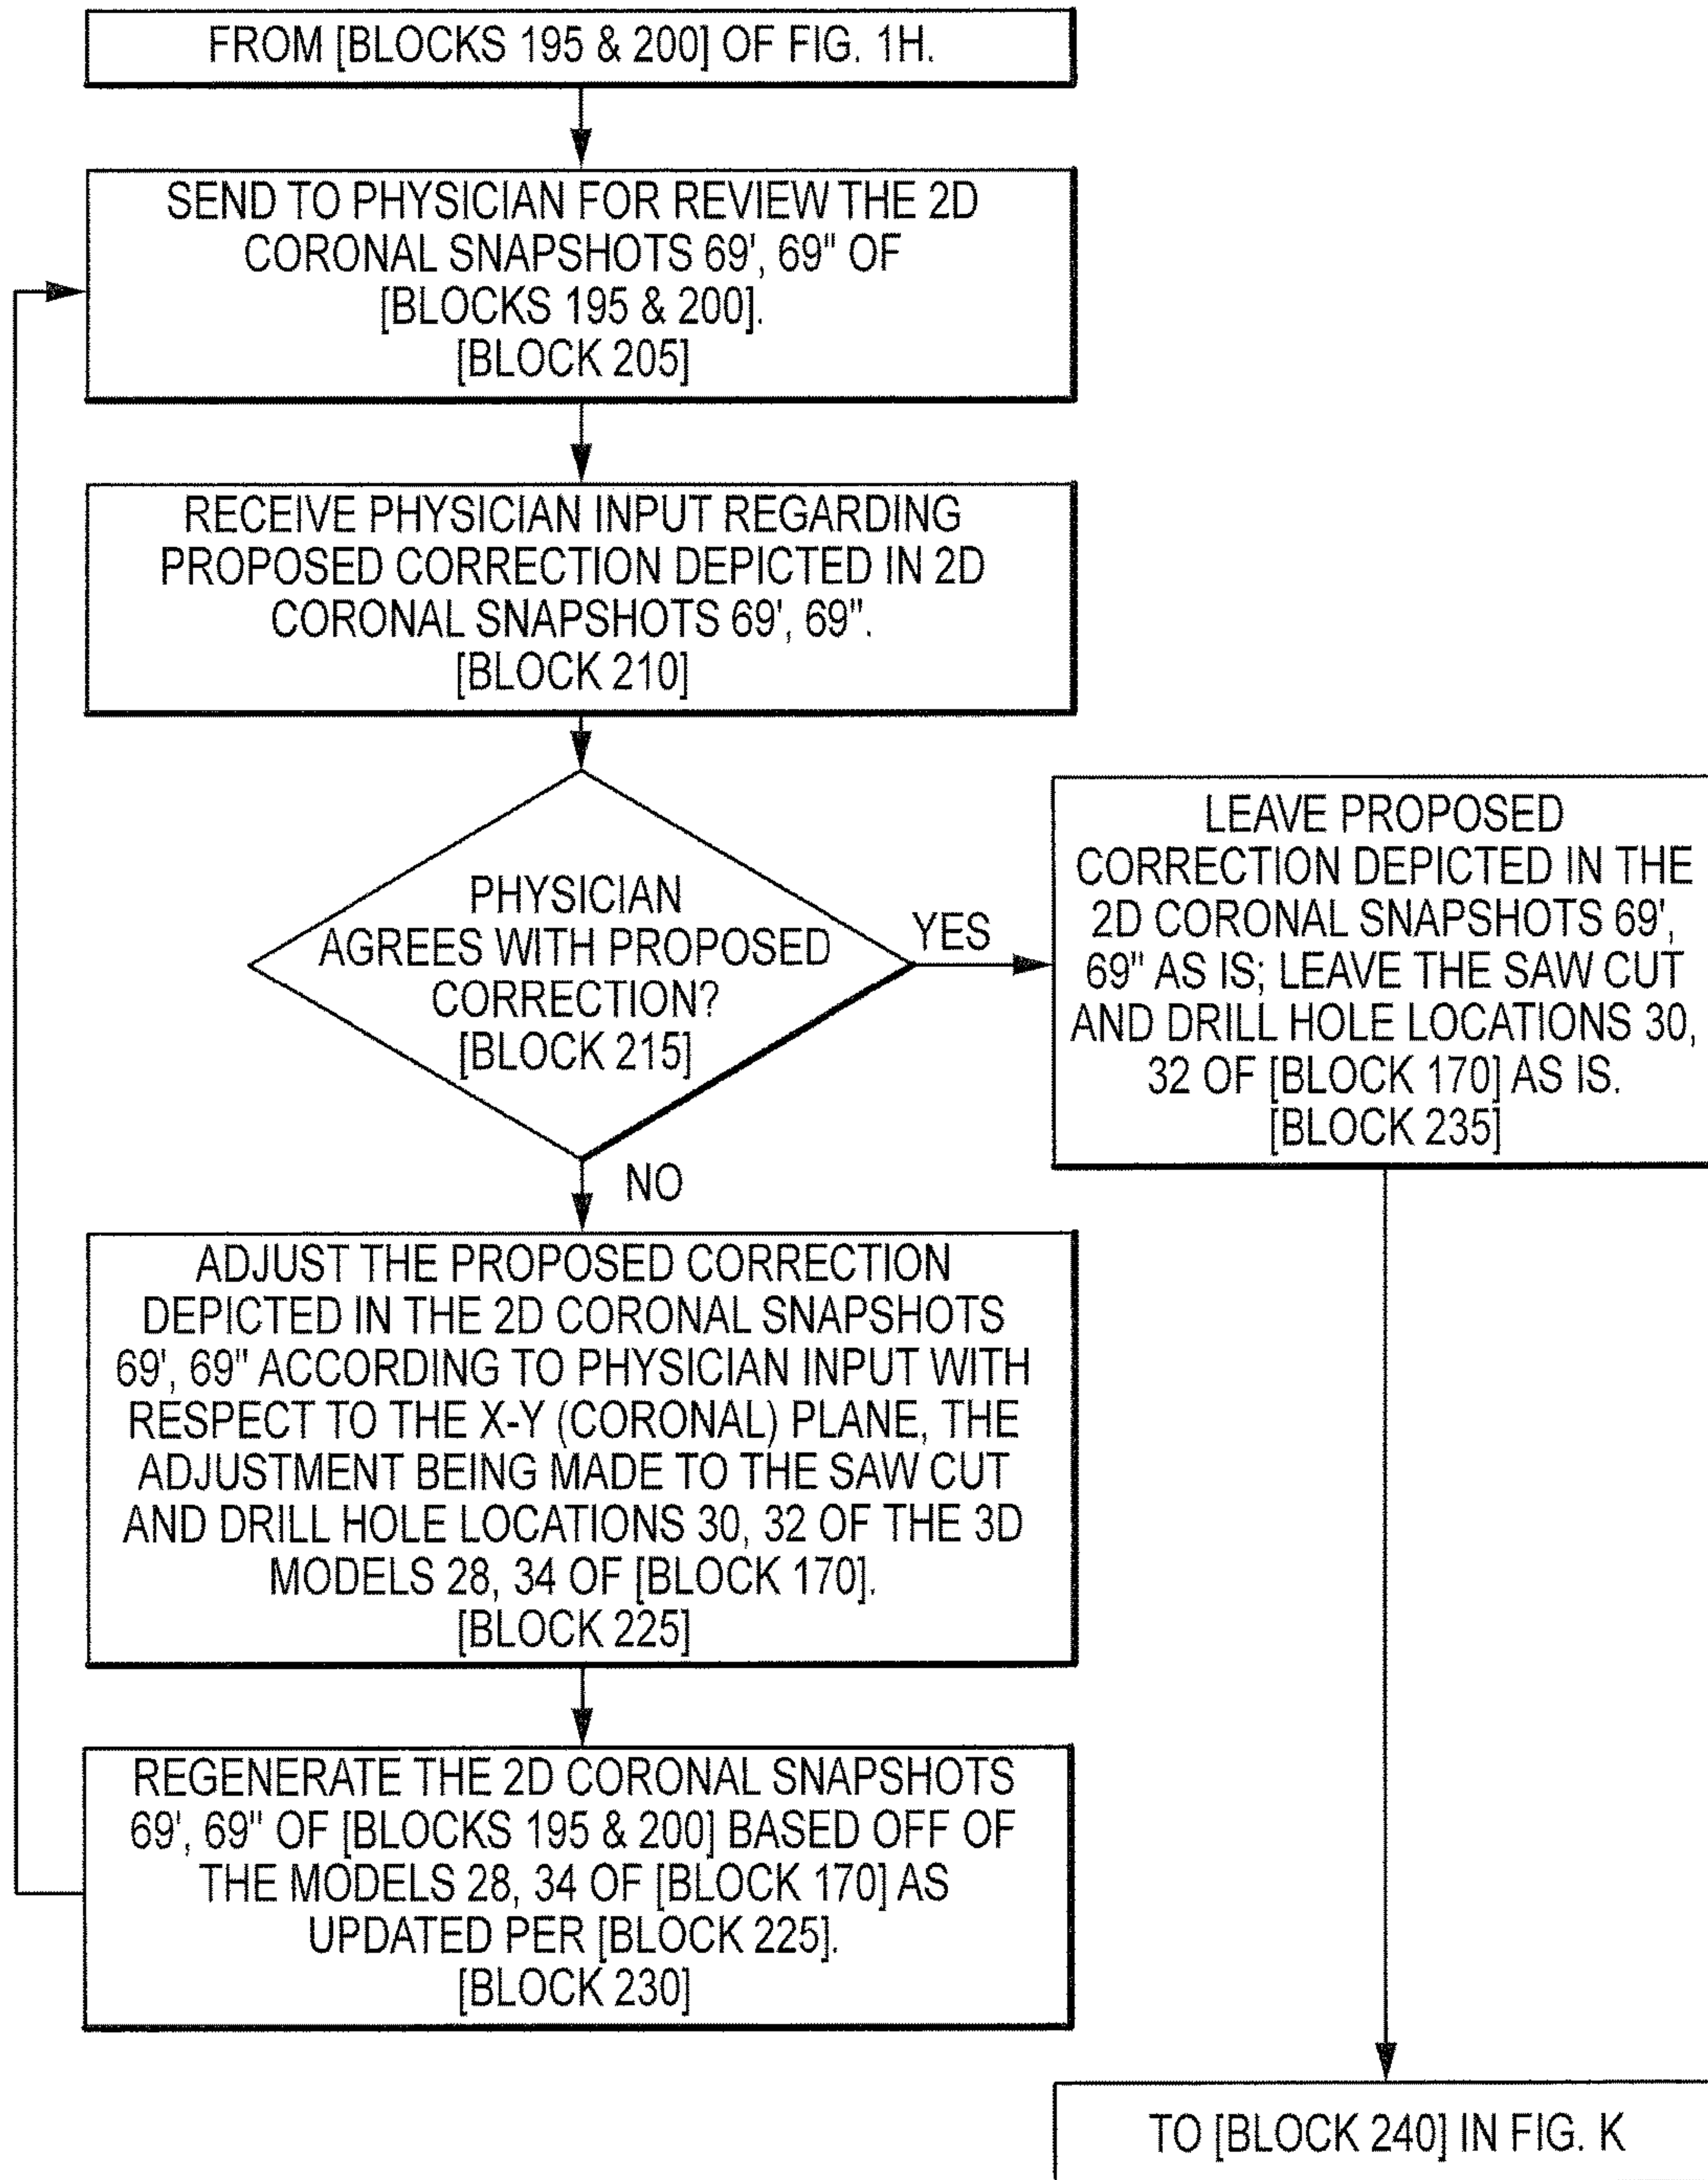 FROM [BLOCKS 195 & 200] OF FIG. 1H.
SEND TO PHYSICIAN FOR REVIEW THE 2D
CORONAL SNAPSHOTS 69', 69" OF
[BLOCKS 195 & 200].
[BLOCK 205]
RECEIVE PHYSICIAN INPUT REGARDING
PROPOSED CORRECTION DEPICTED IN 2D
CORONAL SNAPSHOTS 69', 69".
[BLOCK 210]
PHYSICIAN
AGREES WITH PROPOSED
CORRECTION?
[BLOCK 215]
YES
LEAVE PROPOSED
CORRECTION DEPICTED IN THE
2D CORONAL SNAPSHOTS 69',
69" AS IS; LEAVE THE SAW CUT
AND DRILL HOLE LOCATIONS 30,
32 OF [BLOCK 170] AS IS.
[BLOCK 235]
NO
ADJUST THE PROPOSED CORRECTION
DEPICTED IN THE 2D CORONAL SNAPSHOTS
69', 69" ACCORDING TO PHYSICIAN INPUT WITH
RESPECT TO THE X-Y (CORONAL) PLANE, THE
ADJUSTMENT BEING MADE TO THE SAW CUT
AND DRILL HOLE LOCATIONS 30, 32 OF THE 3D
MODELS 28, 34 OF [BLOCK 170].
[BLOCK 225]
REGENERATE THE 2D CORONAL SNAPSHOTS
69', 69" OF [BLOCKS 195 & 200] BASED OFF OF
THE MODELS 28, 34 OF [BLOCK 170] AS
UPDATED PER [BLOCK 225].
[BLOCK 230]
TO [BLOCK 240] IN FIG. K